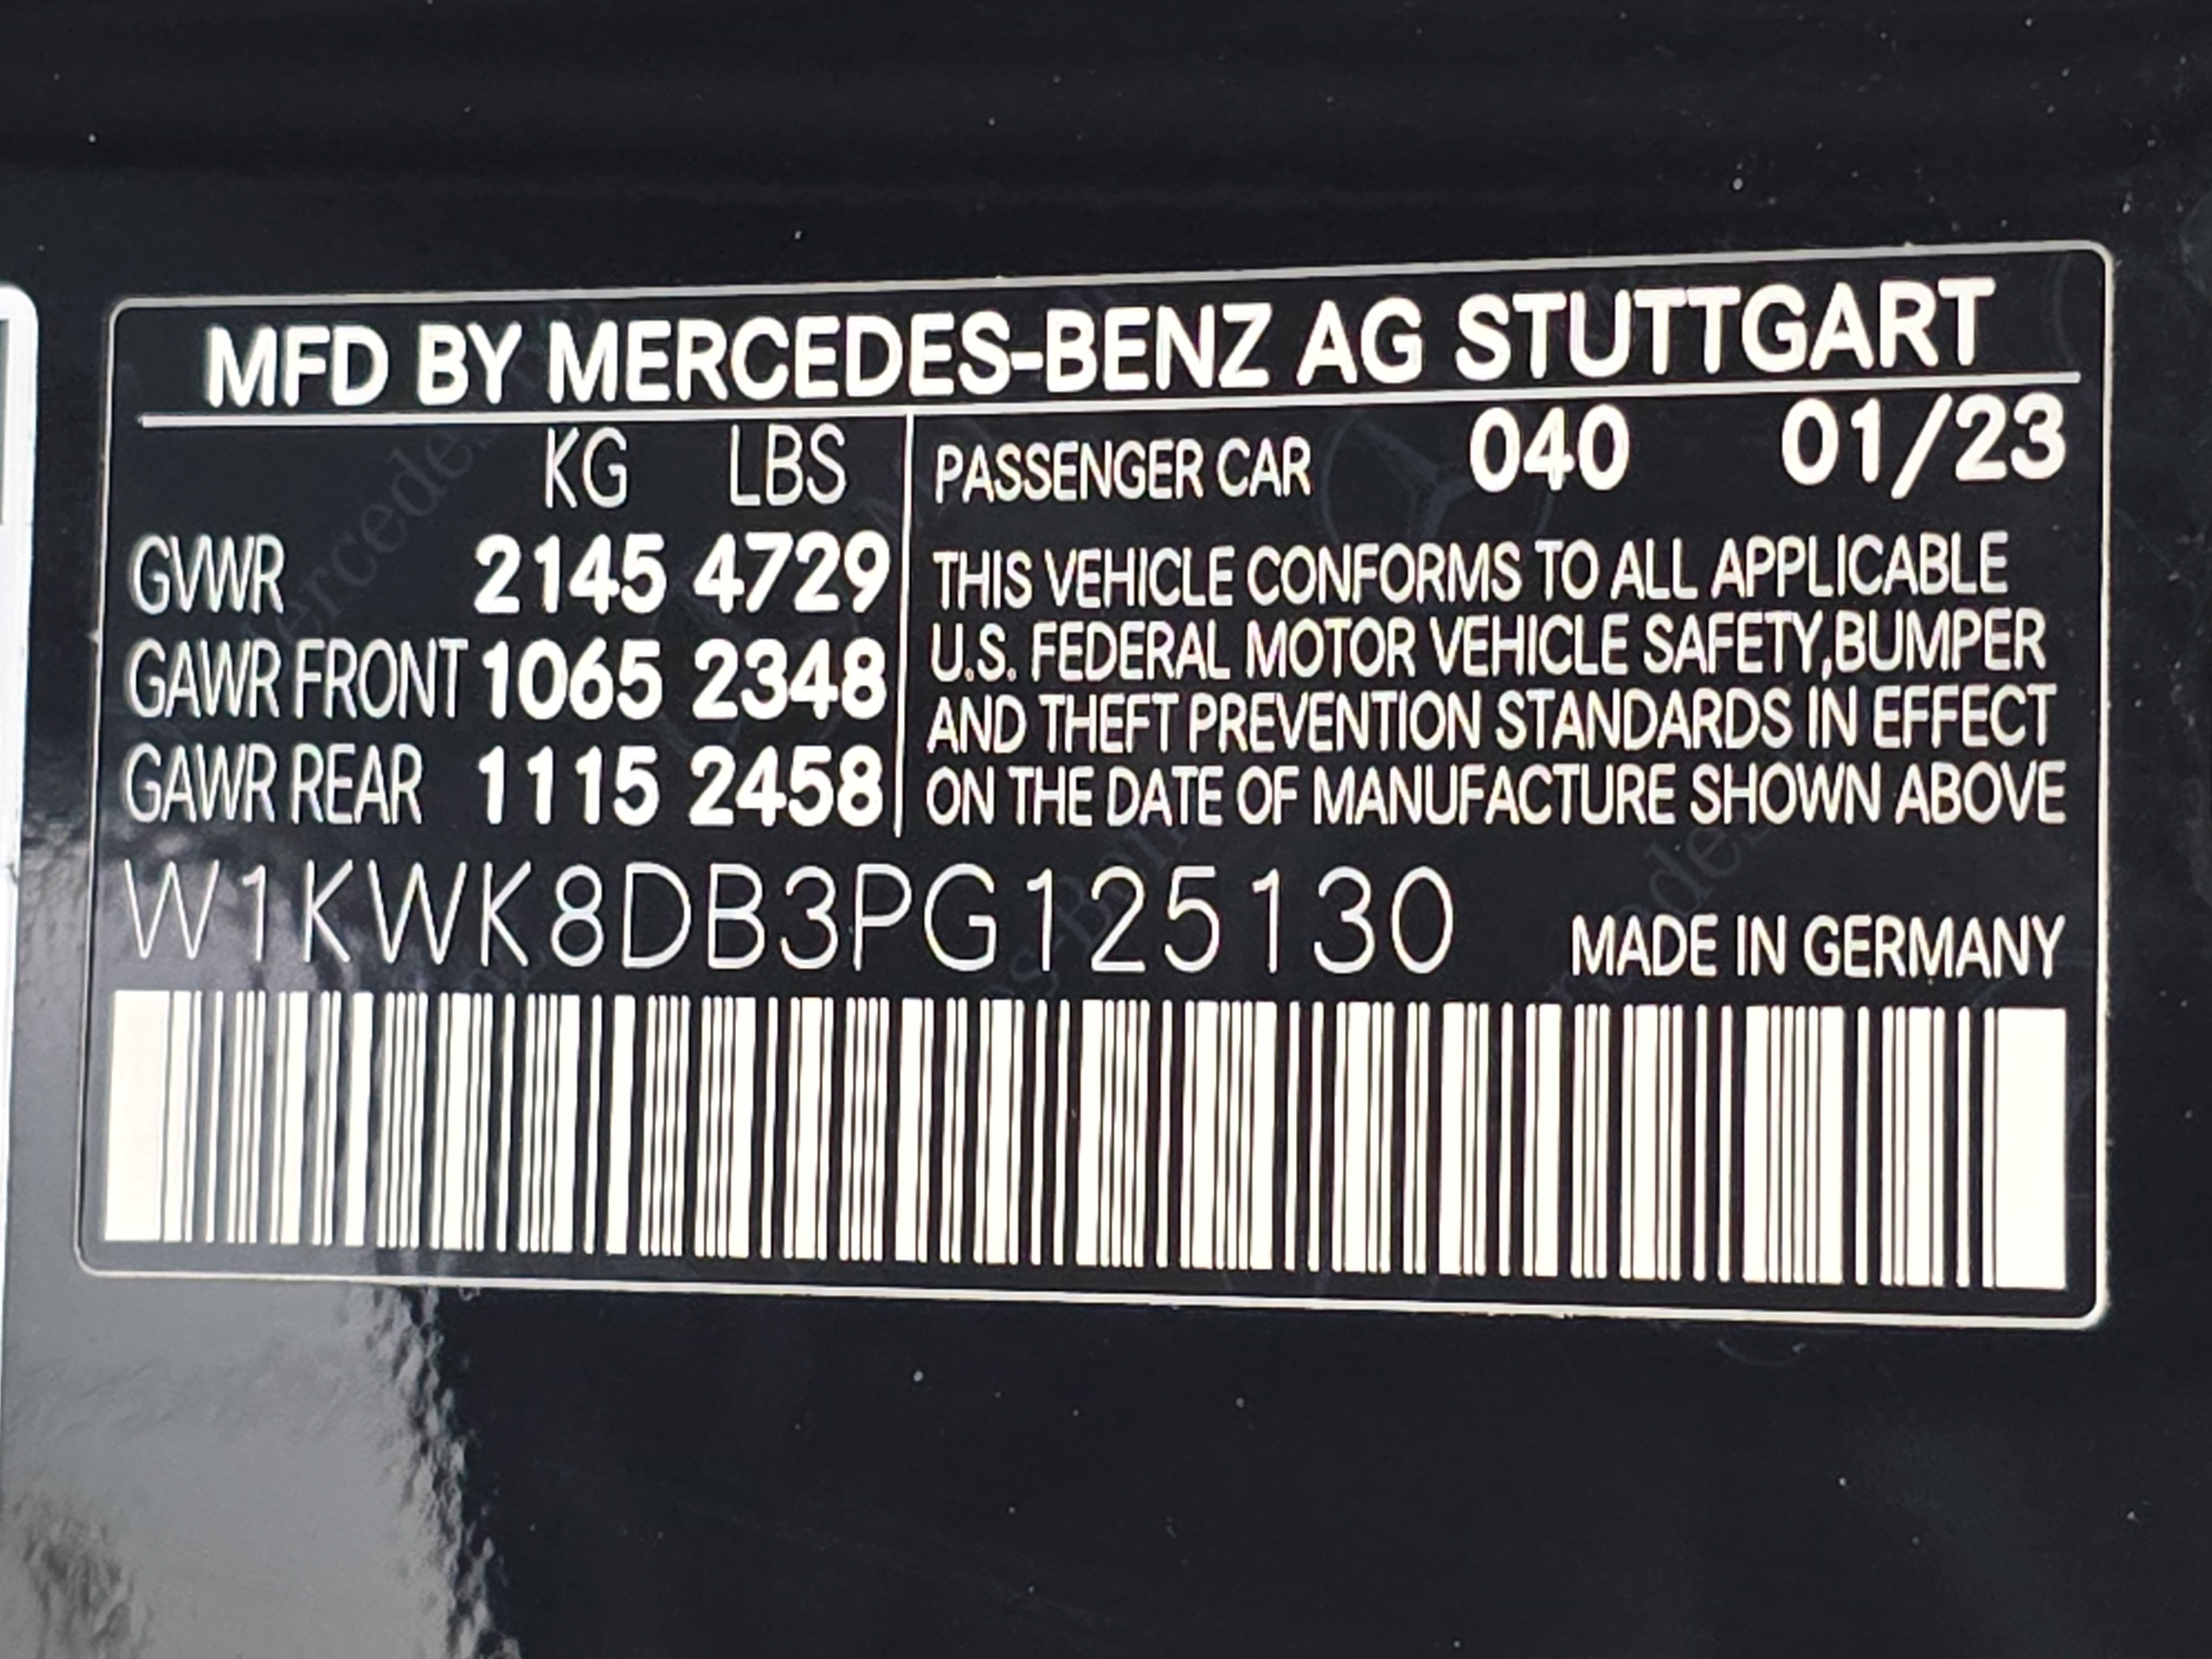 MFD BY MERCEDES-BENZ AG STUTTGART
KG LBS
GVWR 2145 4729
GAWR FRONT 1065 2348
GAWR REAR 1115 2458
PASSENGER CAR 040 01/23
THIS VEHICLE CONFORMS TO ALL APPLICABLE
U.S. FEDERAL MOTOR VEHICLE SAFETY,BUMPER
AND THEFT PREVENTION STANDARDS IN EFFECT
ON THE DATE OF MANUFACTURE SHOWN ABOVE
W1KWK8DB3PG125130
MADE IN GERMANY